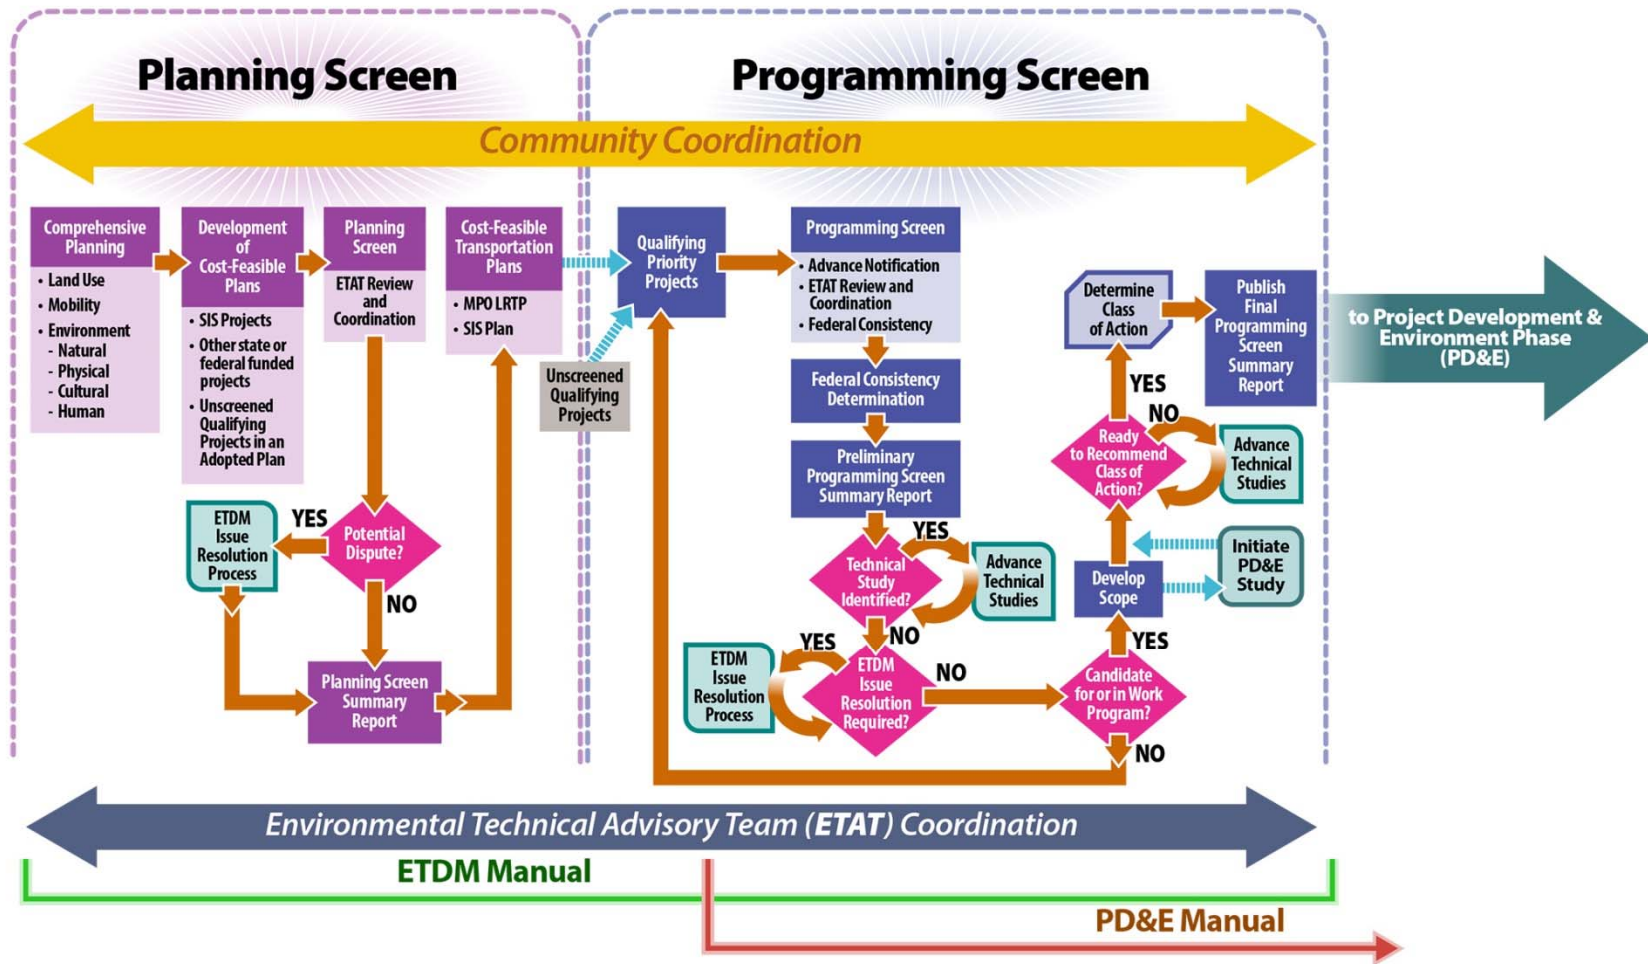 Planning Screen
Programming Screen
Community Coordination
Comprehensive
Planning
• Land Use
• Mobility
• Environment
- Natural
- Physical
- Cultural
- Human
Development
of
Cost-Feasible
Plans
• SIS Projects
• Other state or
federal funded
projects
• Unscreened
Qualifying
Projects in an
Adopted Plan
Planning
Screen
ETAT Review
and
Coordination
Cost-Feasible
Transportation
Plans
• MPO LRTP
• SIS Plan
Potential
Dispute?
YES
NO
ETDM
Issue
Resolution
Process
Planning Screen
Summary
Report
Unscreened
Qualifying
Projects
Qualifying
Priority
Projects
Programming Screen
• Advance Notification
• ETAT Review and
Coordination
• Federal Consistency
Federal Consistency
Determination
Preliminary
Programming Screen
Summary Report
Technical
Study
Identified?
YES
NO
Advance
Technical
Studies
ETDM
Issue
Resolution
Required?
YES
NO
ETDM
Issue
Resolution
Process
Candidate
for or in Work
Program?
YES
NO
Develop
Scope
Initiate
PD&E
Study
Ready
to Recommend
Class of
Action?
YES
NO
Advance
Technical
Studies
Determine
Class
of Action
Publish
Final
Programming
Screen
Summary
Report
to Project Development &
Environment Phase
(PD&E)
Environmental Technical Advisory Team (ETAT) Coordination
ETDM Manual
PD&E Manual